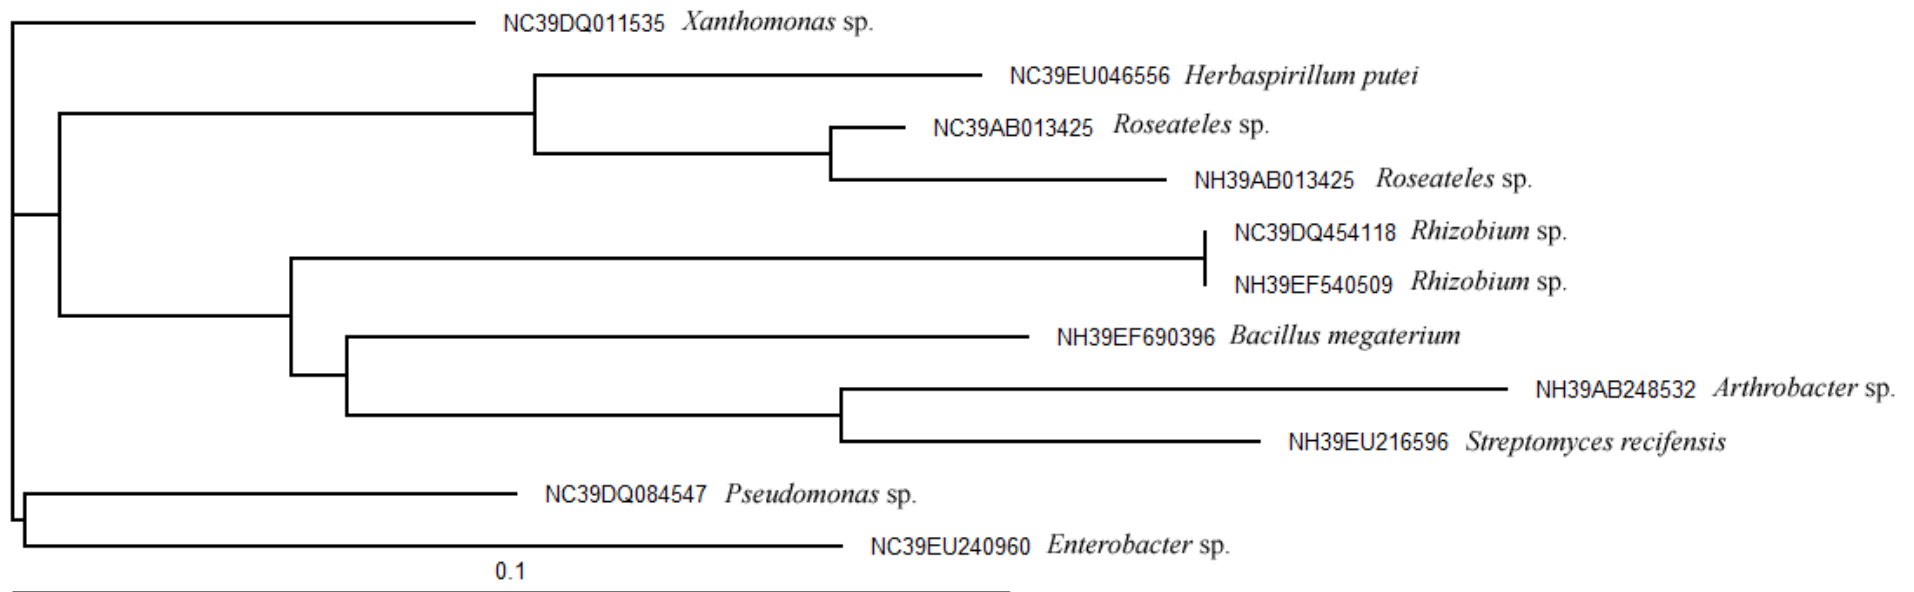 NC39DQ011535 Xanthomonas sp.
NC39EU046556 Herbaspirillum putei
NC39AB013425 Roseateles sp.
NH39AB013425 Roseateles sp.
NC39DQ454118 Rhizobium sp.
NH39EF540509 Rhizobium sp.
NH39EF690396 Bacillus megaterium
NH39AB248532 Arthrobacter sp.
NH39EU216596 Streptomyces recifensis
NC39DQ084547 Pseudomonas sp.
NC39EU240960 Enterobacter sp.
0.1